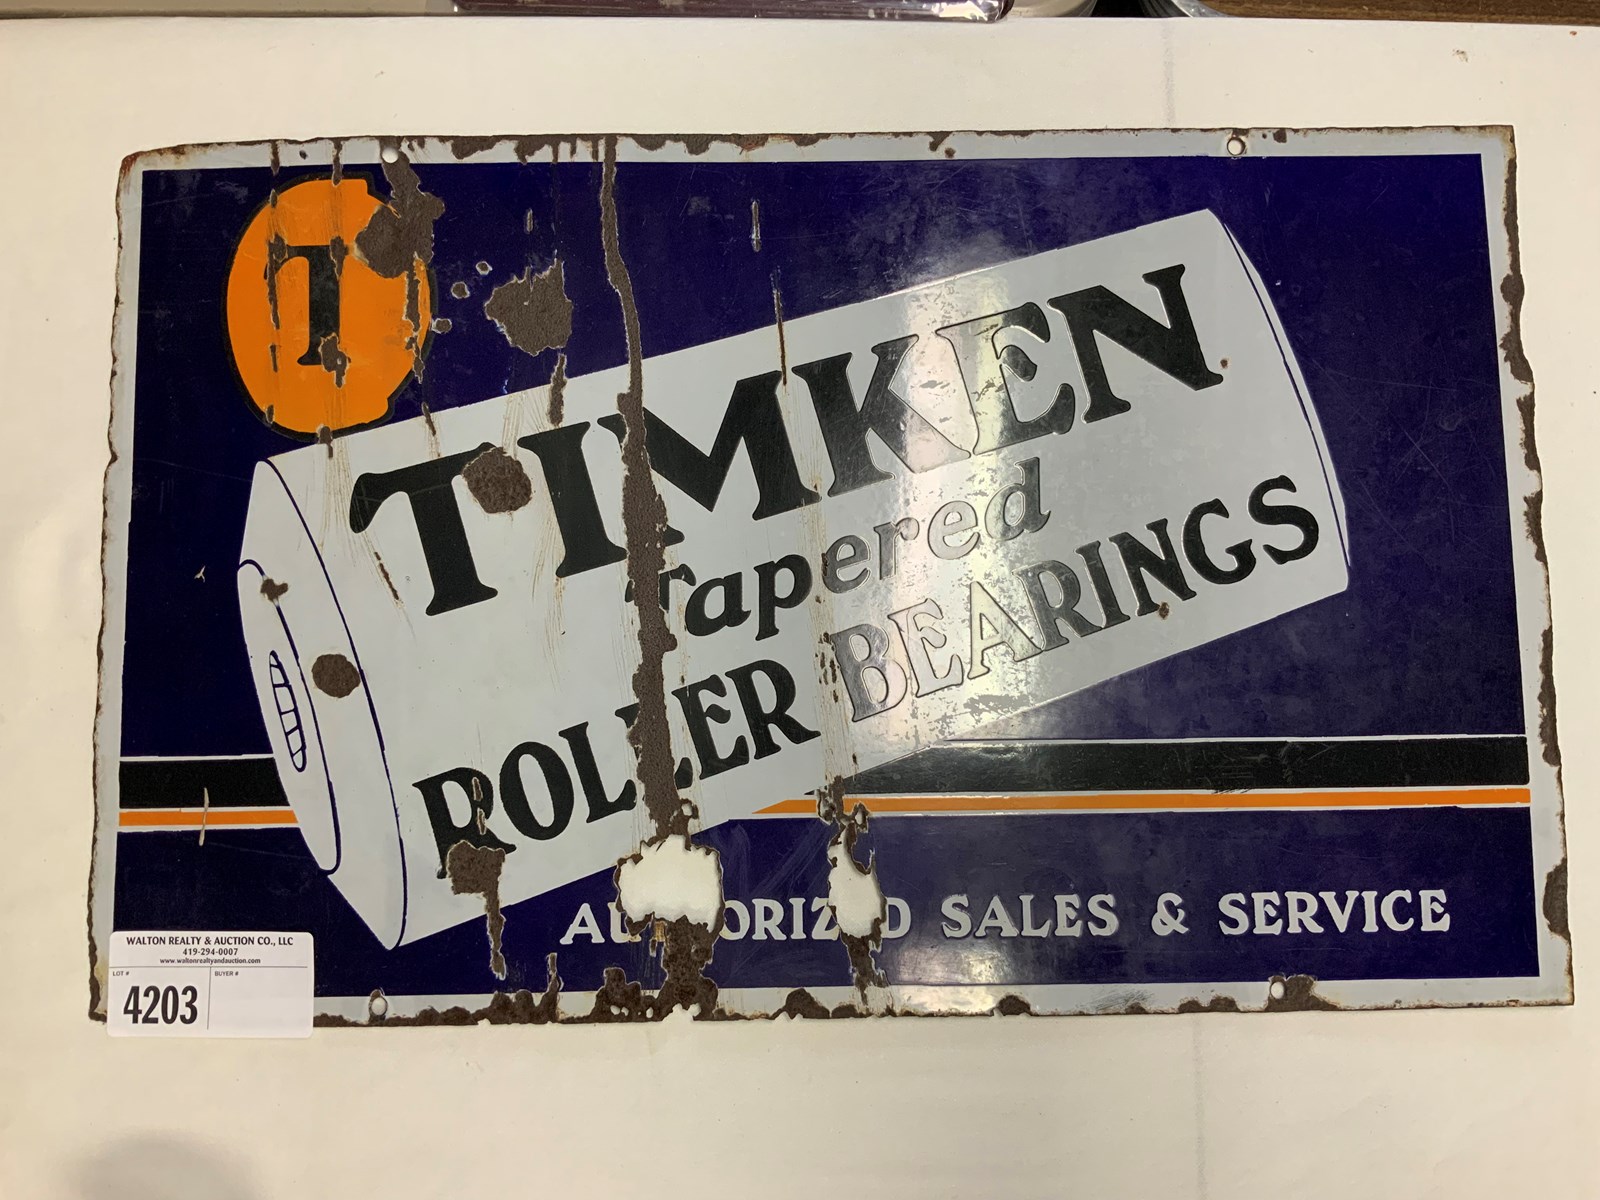 T
TIMKEN
Tapered
ROLLER BEARINGS
SALES & SERVICE
WALTON REALTY & AUCTION CO., LLC
419-294-0007
www.waltonrealtyandauction.com
LOT # BUYER #
4203